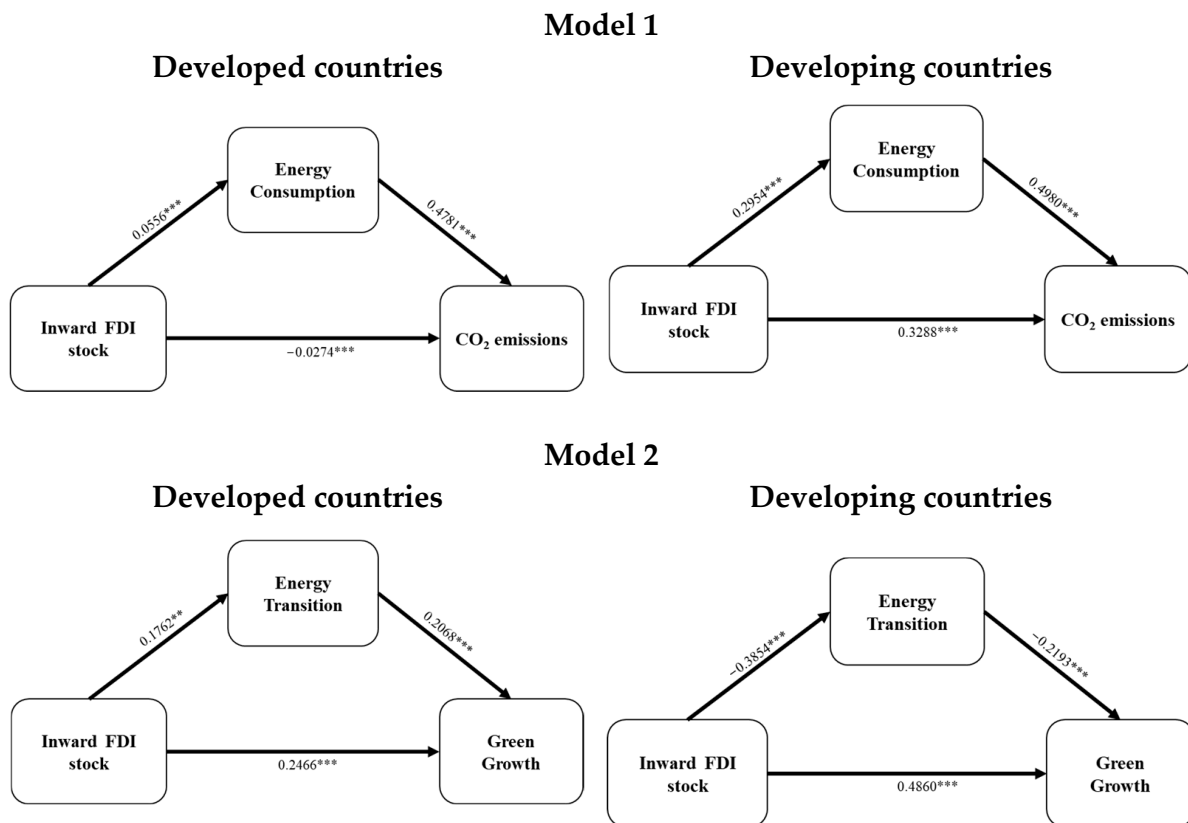 Model 1
Developed countries
Developing countries
Energy
Consumption
0.0556***
0.4781***
Inward FDI
stock
−0.0274***
CO₂ emissions
Energy
Consumption
0.2954***
0.4980***
Inward FDI
stock
0.3288***
CO₂ emissions
Model 2
Developed countries
Developing countries
Energy
Transition
0.1762**
0.2068***
Inward FDI
stock
0.2466***
Green
Growth
Energy
Transition
−0.3854***
−0.2193***
Inward FDI
stock
0.4860***
Green
Growth